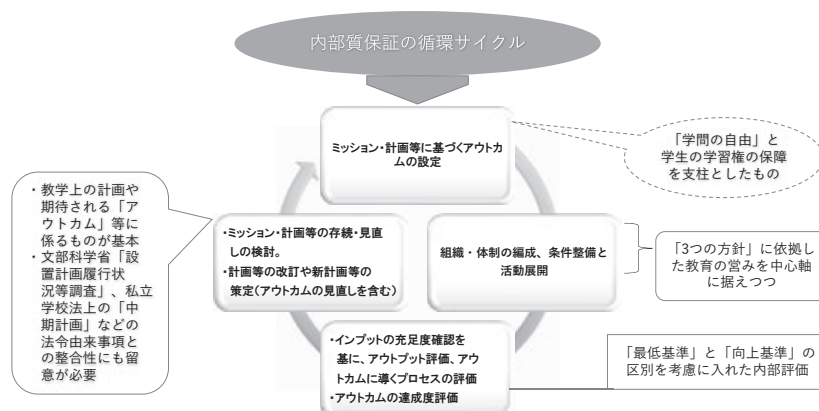 内部質保証の循環サイクル
ミッション・計画等に基づくアウトカ
ムの設定
「学問の自由」と
学生の学習権の保障
を支柱としたもの
組織・体制の編成、条件整備と
活動展開
「3つの方針」に依拠し
た教育の営みを中心軸
に据えつつ
・インプットの充足度確認を
基に、アウトプット評価、アウ
トカムに導くプロセスの評価
・アウトカムの達成度評価
「最低基準」と「向上基準」の
区別を考慮に入れた内部評価
・ミッション・計画等の存続・見直
しの検討。
・計画等の改訂や新計画等の
策定(アウトカムの見直しを含む)
・教学上の計画や
期待される「ア
ウトカム」等に
係るものが基本
・文部科学省「設
置計画履行状
況等調査」、私立
学校法上の「中
期計画」などの
法令由来事項と
の整合性にも留
意が必要